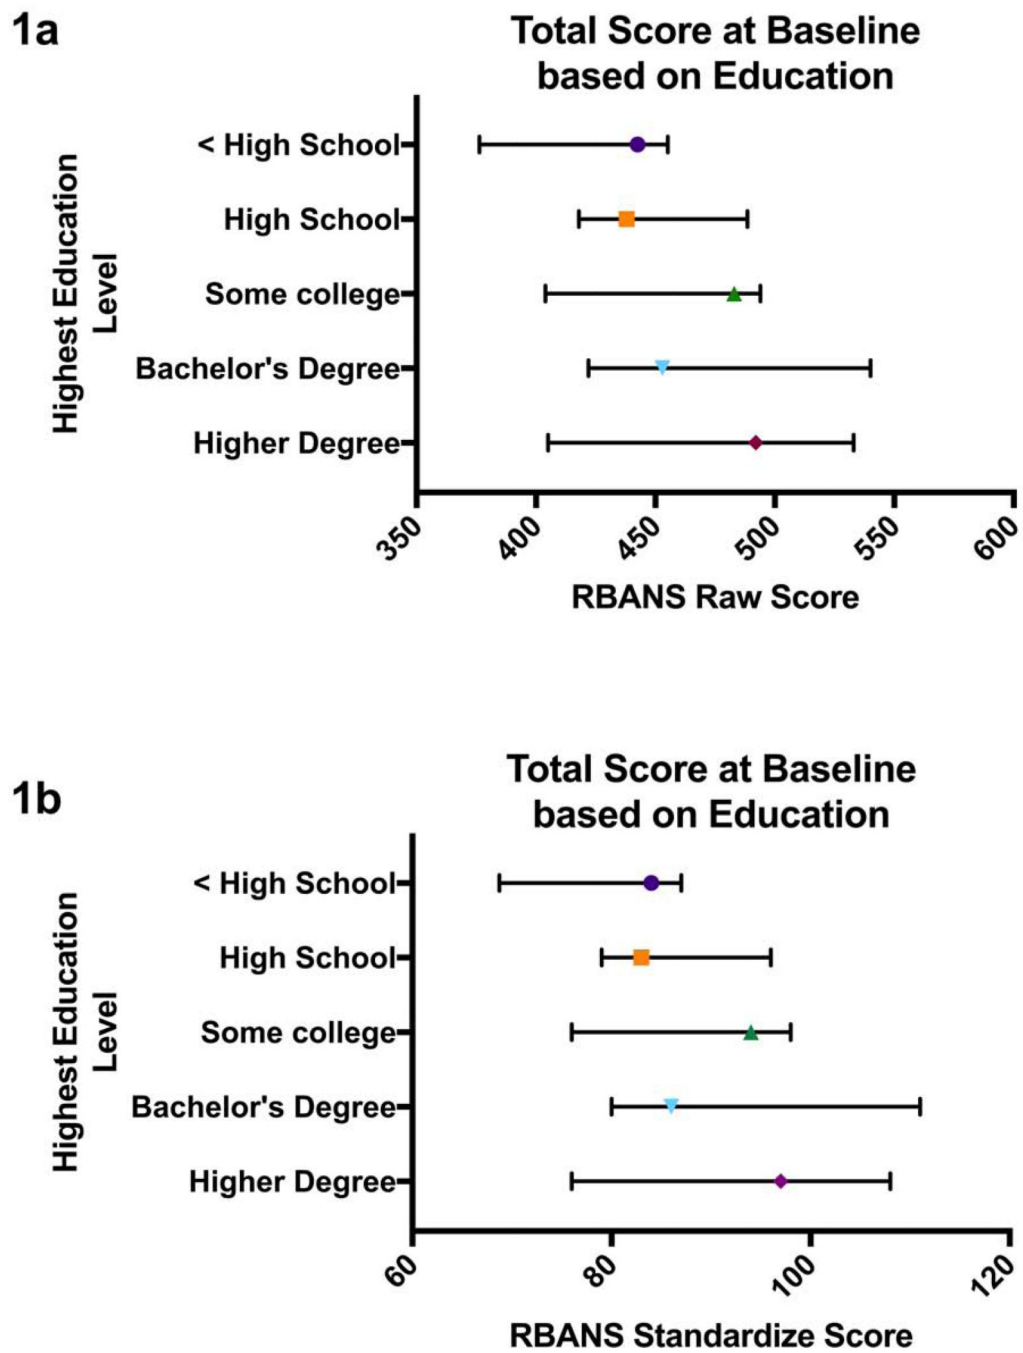 1a
Total Score at Baseline
based on Education
Highest Education
Level
< High School
High School
Some college
Bachelor's Degree
Higher Degree
350
400
450
500
550
600
RBANS Raw Score
1b
Total Score at Baseline
based on Education
Highest Education
Level
< High School
High School
Some college
Bachelor's Degree
Higher Degree
60
80
100
120
RBANS Standardize Score